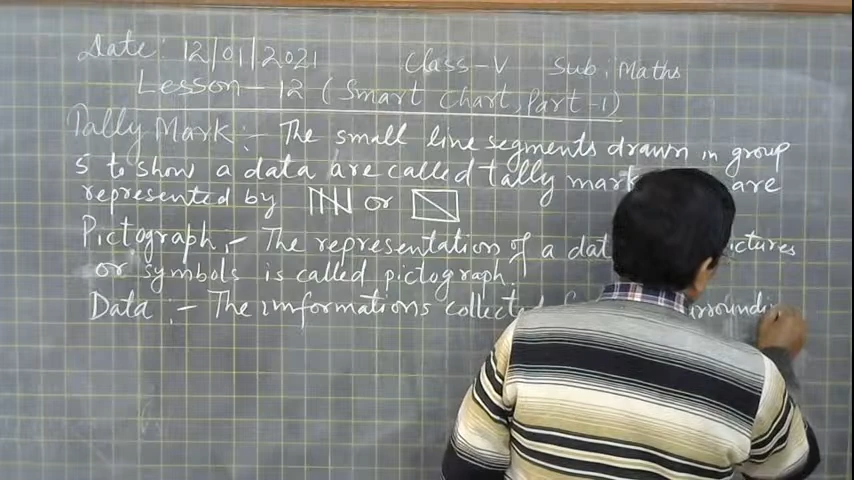 Date: 12/01/2021 Class-V Sub: Maths
Lesson - 12 (Smart Chart, Part-1)
Tally Mark :- The small line segments drawn in group
5 to show a data are called tally mark are
represented by or
Pictograph :- The representation of a dat ictures
or symbols is called pictograph.
Data :- The informations collected urroundi